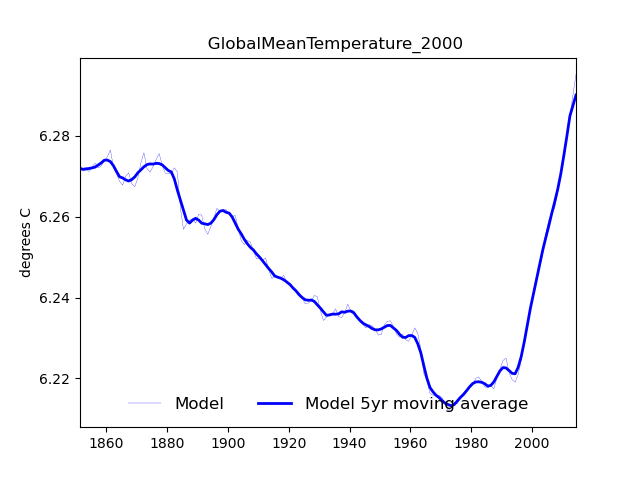 GlobalMeanTemperature_2000
degrees C
6.28
6.26
6.24
6.22
Model
Model 5yr moving average
1860 1880 1900 1920 1940 1960 1980 2000